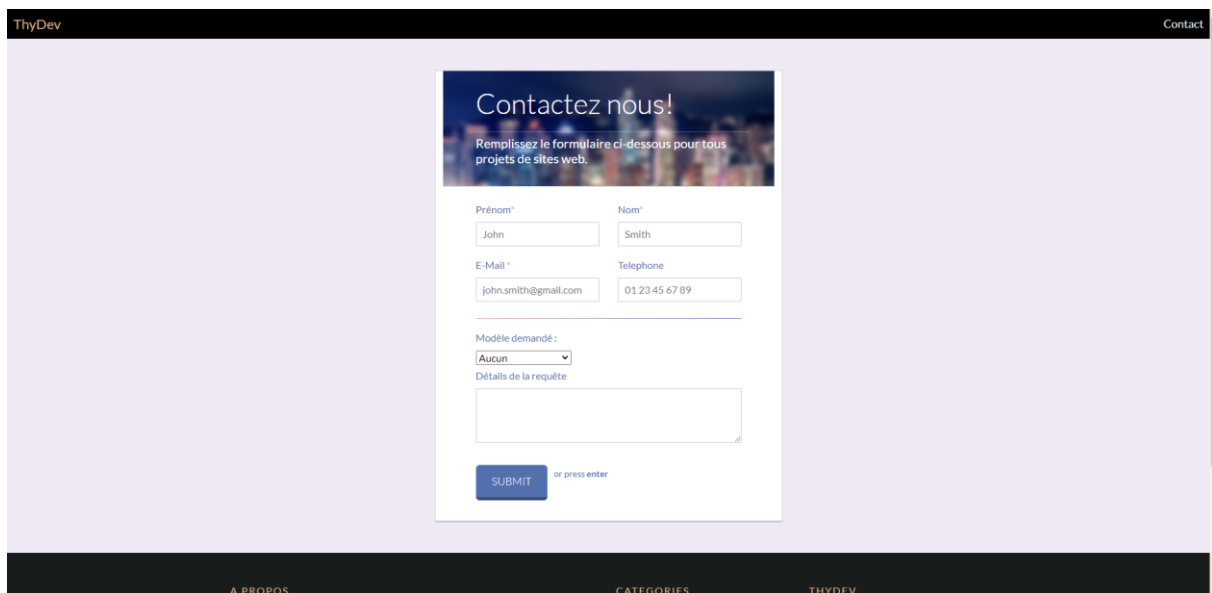 ThyDev
Contact
Contactez nous!
Remplissez le formulaire ci-dessous pour tous
projets de sites web.
Prénom*
Nom*
John
Smith
E-Mail *
Telephone
john.smith@gmail.com
01 23 45 67 89
Modèle demandé :
Aucun
Détails de la requête
SUBMIT
or press enter
A PROPOS
CATEGORIES
THYDEV